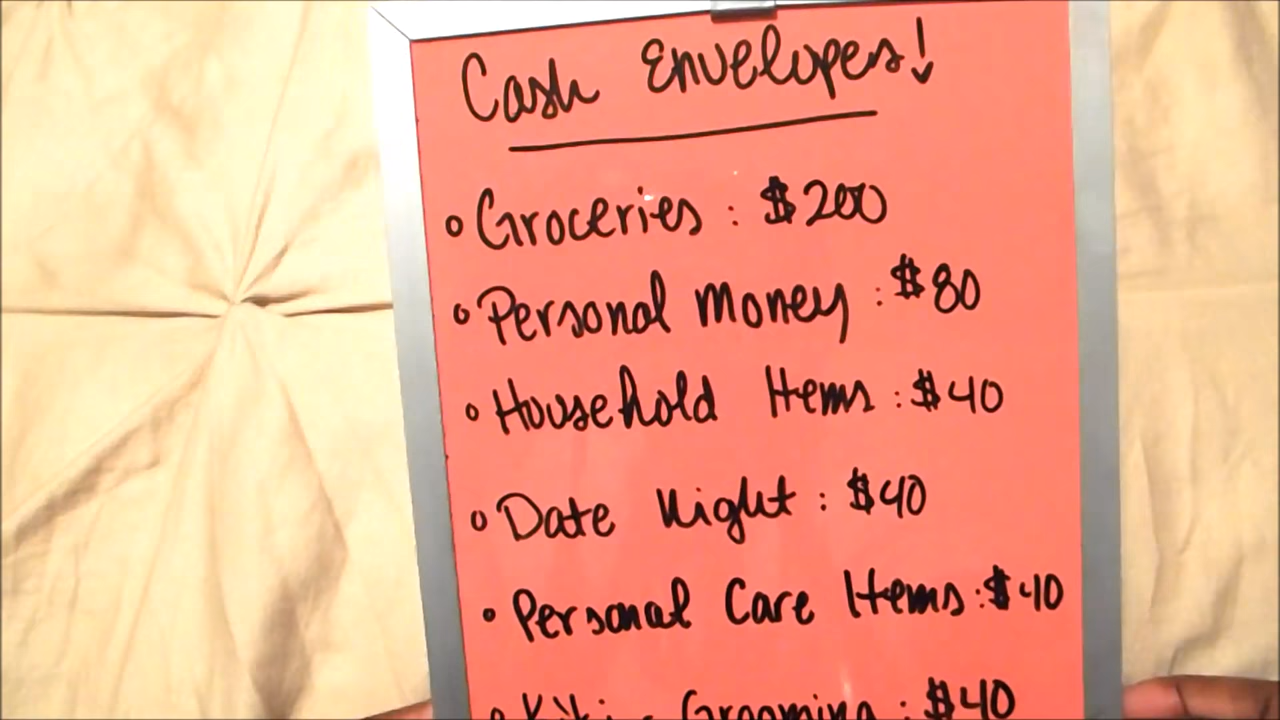 Cash Envelopes!
○ Groceries : $200
○ Personal Money : $80
○ Household Items : $40
○ Date Night : $40
○ Personal Care Items : $40
○ Kiki - Grooming : $40